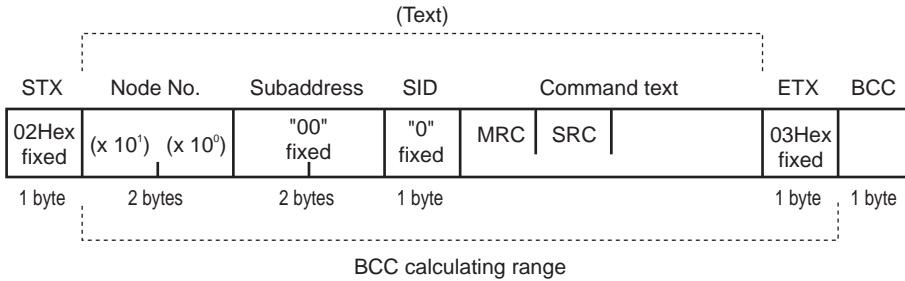 (Text)
STX Node No. Subaddress SID Command text ETX BCC
02Hex fixed (x 10¹) (x 10⁰) "00" fixed "0" fixed MRC SRC 03Hex fixed
1 byte 2 bytes 2 bytes 1 byte 1 byte 1 byte
BCC calculating range